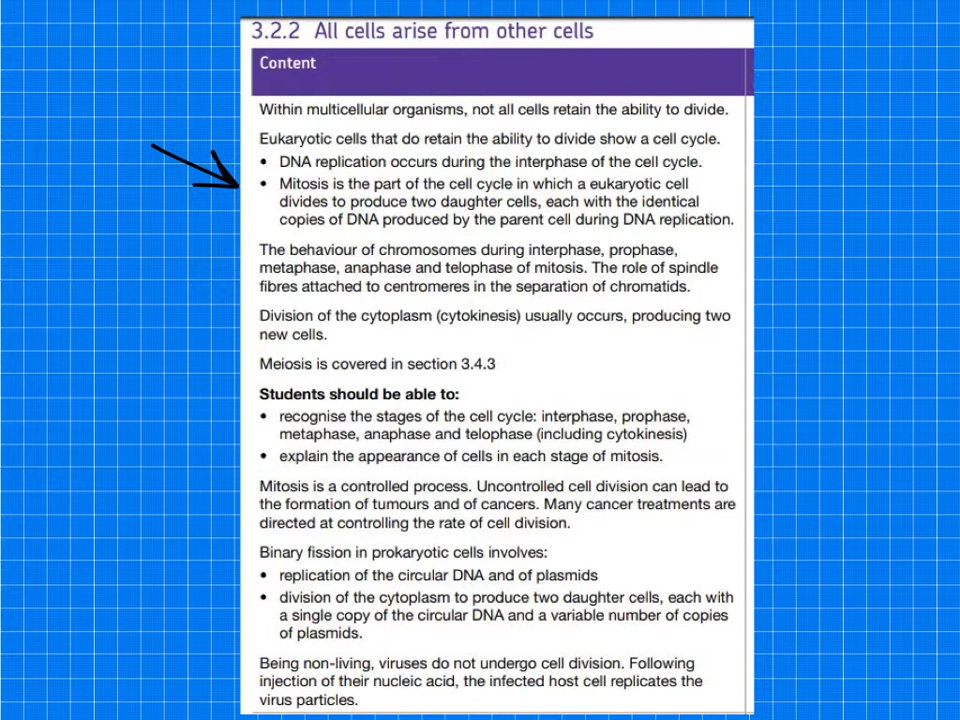 3.2.2 All cells arise from other cells
Content
Within multicellular organisms, not all cells retain the ability to divide.
Eukaryotic cells that do retain the ability to divide show a cell cycle.
• DNA replication occurs during the interphase of the cell cycle.
• Mitosis is the part of the cell cycle in which a eukaryotic cell
divides to produce two daughter cells, each with the identical
copies of DNA produced by the parent cell during DNA replication.
The behaviour of chromosomes during interphase, prophase,
metaphase, anaphase and telophase of mitosis. The role of spindle
fibres attached to centromeres in the separation of chromatids.
Division of the cytoplasm (cytokinesis) usually occurs, producing two
new cells.
Meiosis is covered in section 3.4.3
Students should be able to:
• recognise the stages of the cell cycle: interphase, prophase,
metaphase, anaphase and telophase (including cytokinesis)
• explain the appearance of cells in each stage of mitosis.
Mitosis is a controlled process. Uncontrolled cell division can lead to
the formation of tumours and of cancers. Many cancer treatments are
directed at controlling the rate of cell division.
Binary fission in prokaryotic cells involves:
• replication of the circular DNA and of plasmids
• division of the cytoplasm to produce two daughter cells, each with
a single copy of the circular DNA and a variable number of copies
of plasmids.
Being non-living, viruses do not undergo cell division. Following
injection of their nucleic acid, the infected host cell replicates the
virus particles.